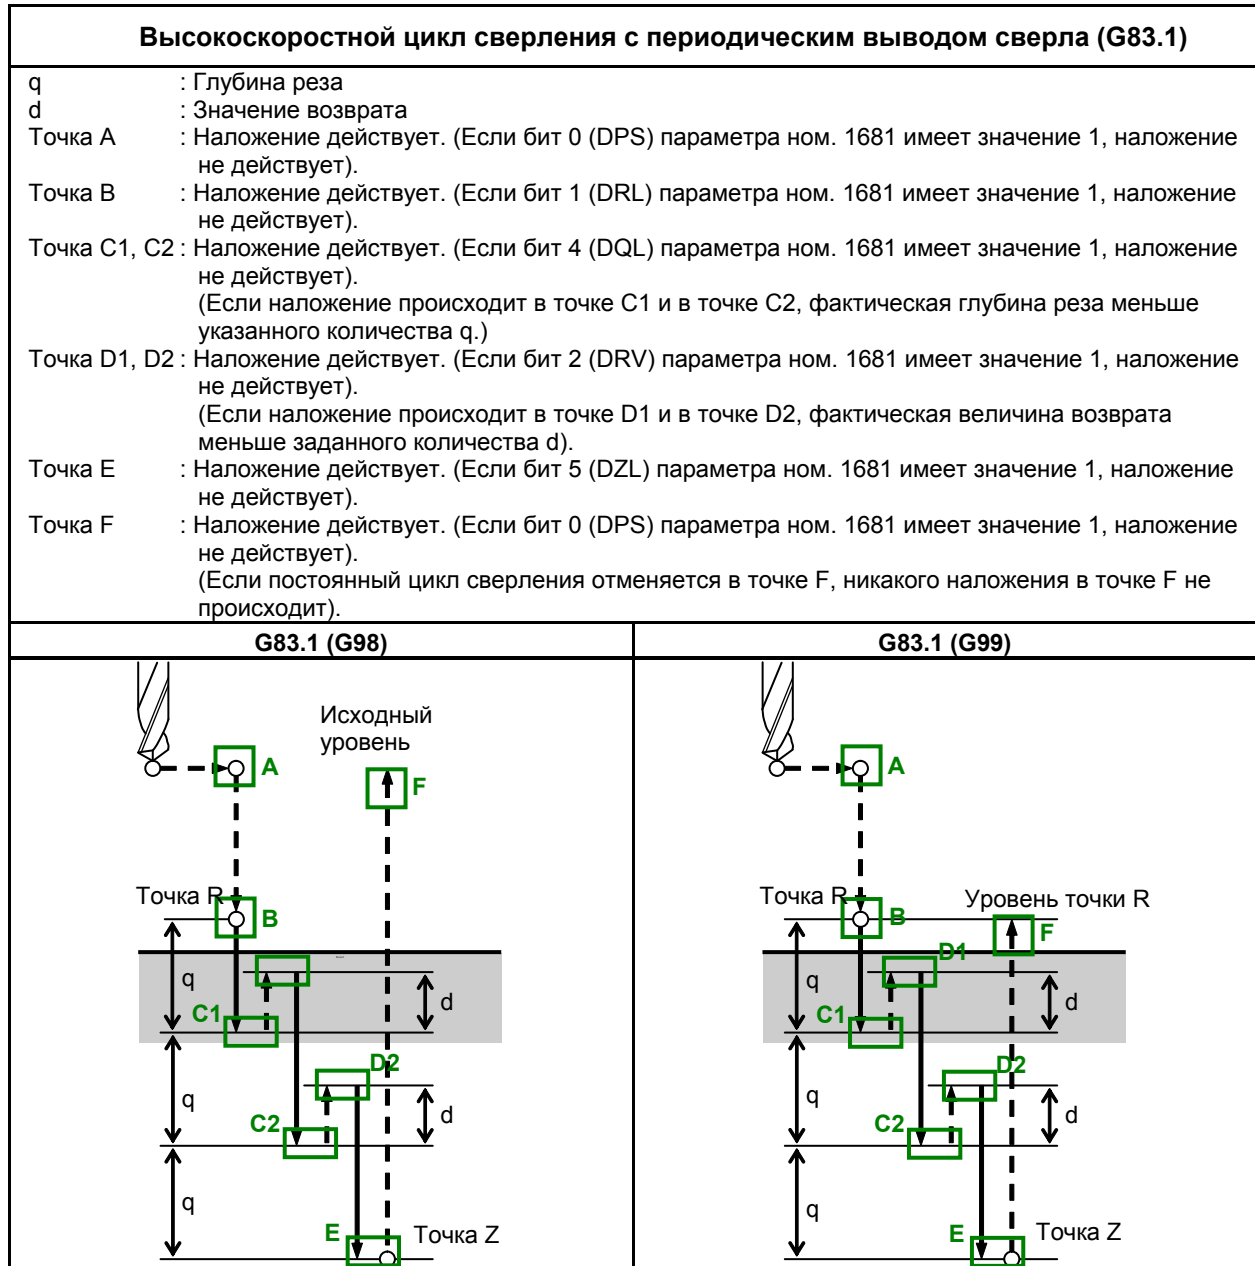 Высокоскоростной цикл сверления с периодическим выводом сверла (G83.1)
q : Глубина реза
d : Значение возврата
Точка A : Наложение действует. (Если бит 0 (DPS) параметра ном. 1681 имеет значение 1, наложение
не действует).
Точка B : Наложение действует. (Если бит 1 (DRL) параметра ном. 1681 имеет значение 1, наложение
не действует).
Точка C1, C2 : Наложение действует. (Если бит 4 (DQL) параметра ном. 1681 имеет значение 1, наложение
не действует).
(Если наложение происходит в точке C1 и в точке C2, фактическая глубина реза меньше
указанного количества q.)
Точка D1, D2 : Наложение действует. (Если бит 2 (DRV) параметра ном. 1681 имеет значение 1, наложение
не действует).
(Если наложение происходит в точке D1 и в точке D2, фактическая величина возврата
меньше заданного количества d).
Точка E : Наложение действует. (Если бит 5 (DZL) параметра ном. 1681 имеет значение 1, наложение
не действует).
Точка F : Наложение действует. (Если бит 0 (DPS) параметра ном. 1681 имеет значение 1, наложение
не действует).
(Если постоянный цикл сверления отменяется в точке F, никакого наложения в точке F не
происходит).
G83.1 (G98)
Исходный
уровень
A
F
Точка R
B
q
C1
d
D2
q
C2
d
q
E
Точка Z
G83.1 (G99)
A
Точка R
Уровень точки R
B
F
D1
q
C1
d
D2
q
C2
d
q
E
Точка Z